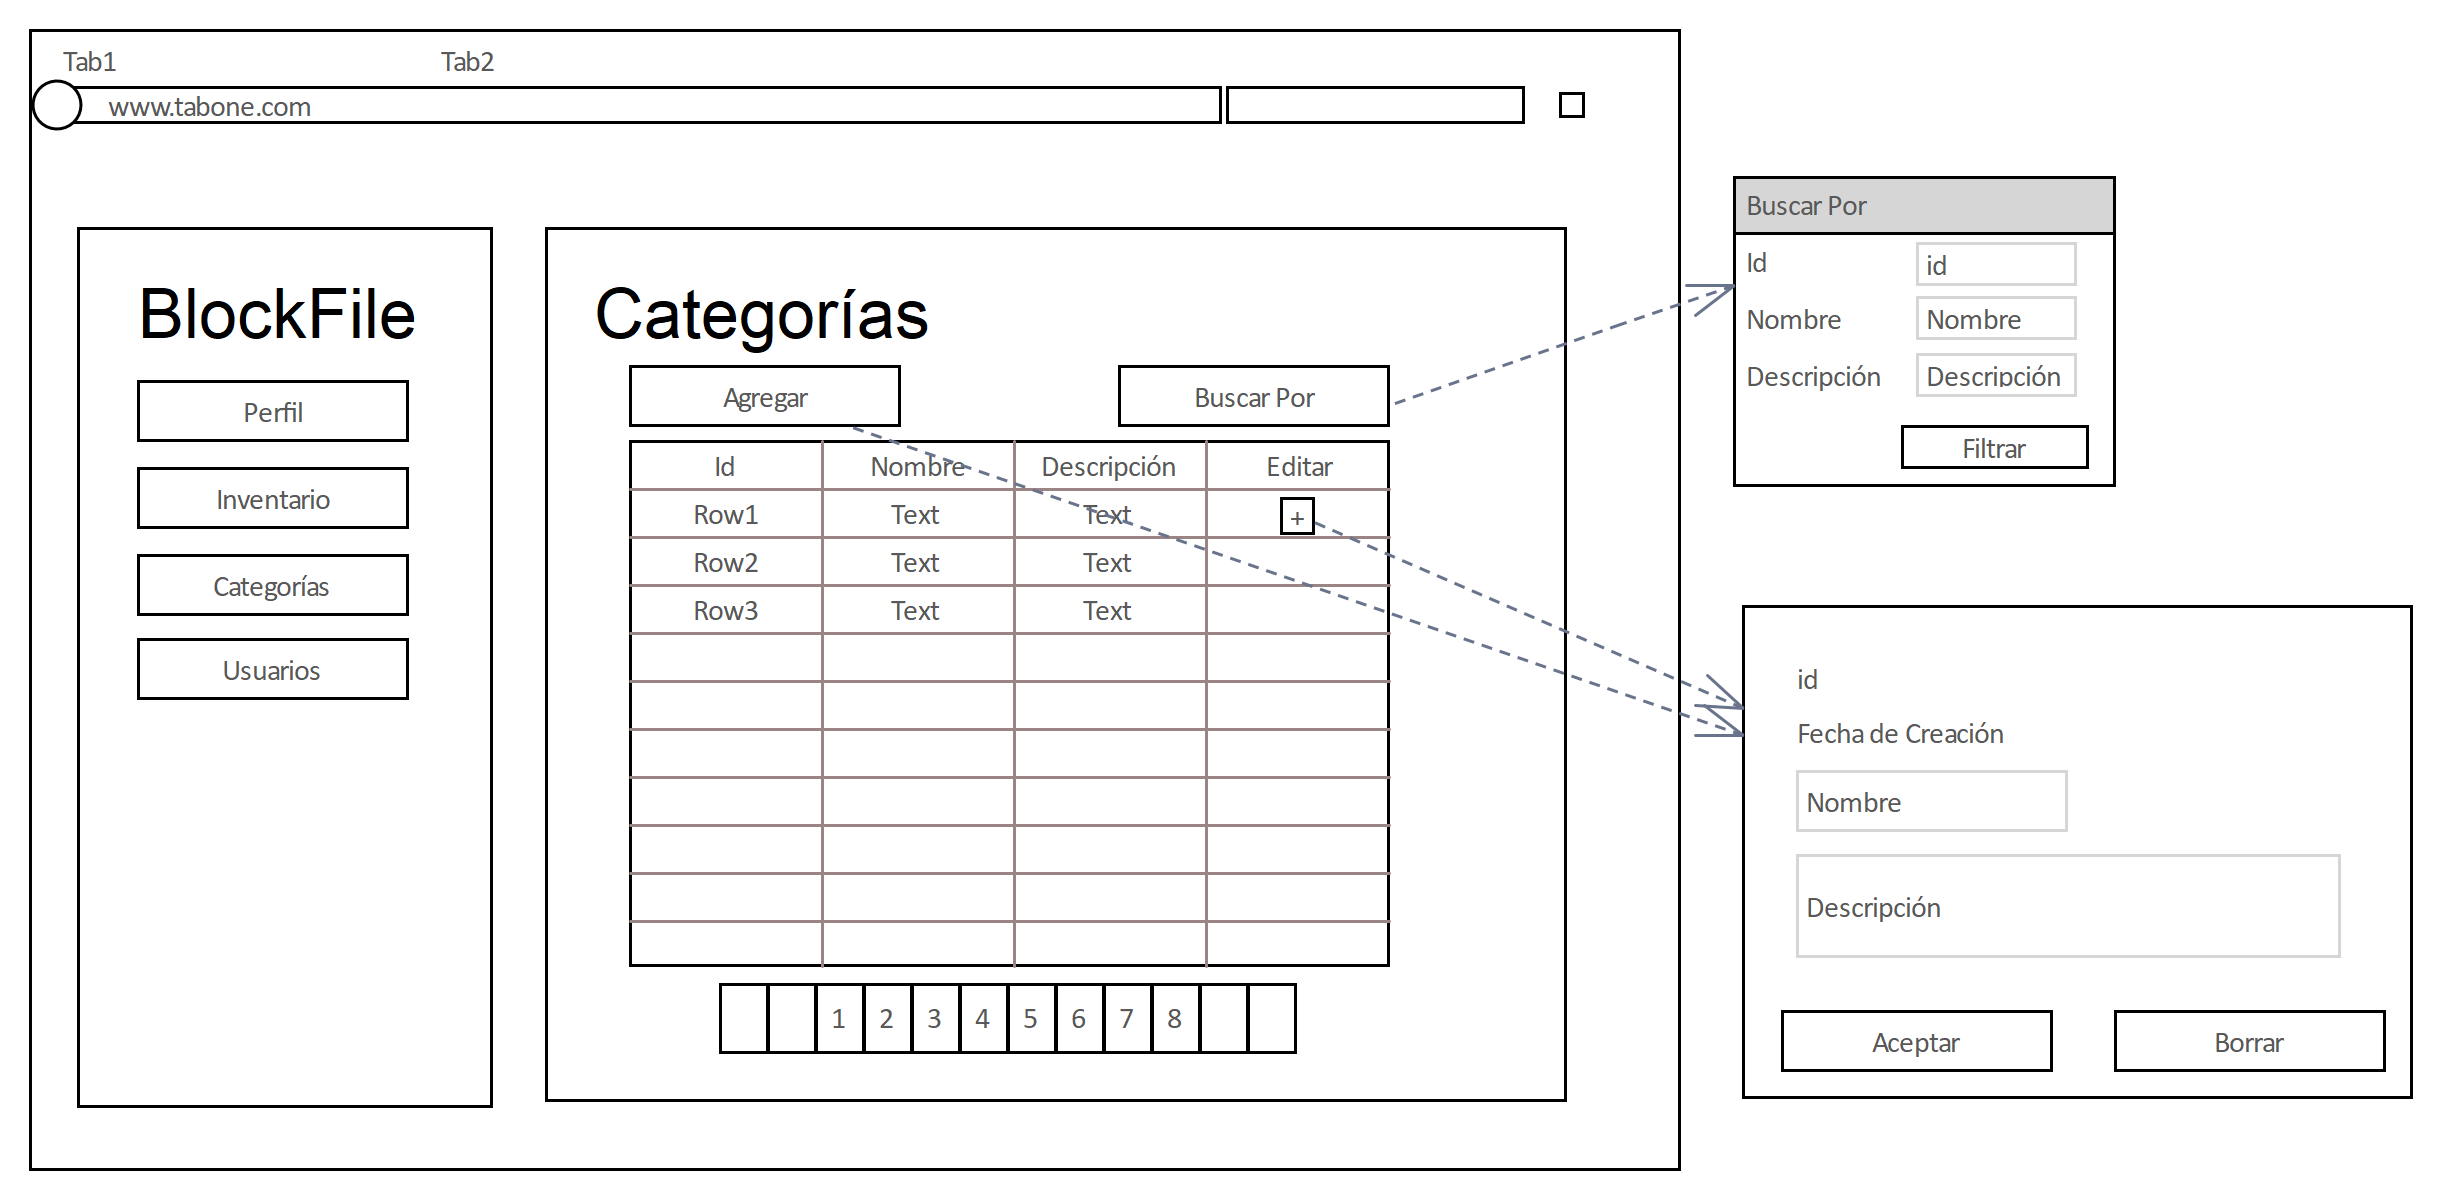 Tab1 Tab2
www.tabone.com
BlockFile
Perfil
Inventario
Categorías
Usuarios
Categorías
Agregar Buscar Por
Id Nombre Descripción Editar
Row1 Text Text +
Row2 Text Text
Row3 Text Text
1 2 3 4 5 6 7 8
Buscar Por
Id id
Nombre Nombre
Descripción Descripción
Filtrar
id
Fecha de Creación
Nombre
Descripción
Aceptar Borrar